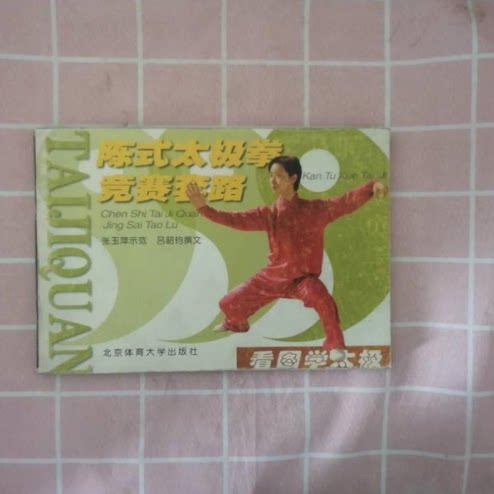 TAIJIQUAN
陈式太极拳
竞赛套路
Kan Tu Xue Tai Ji
Chen Shi Tai Ji Quan
Jing Sai Tao Lu
张玉萍示范 吕韶钧撰文
北京体育大学出版社
看图学太极